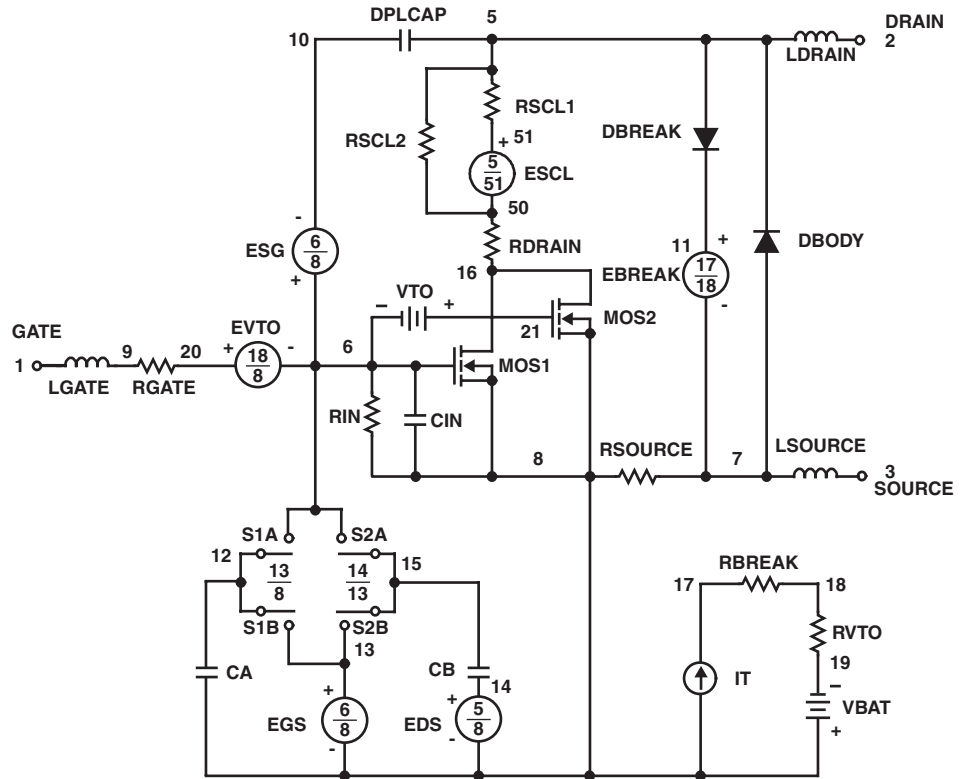 DPLCAP 5 DRAIN
10 2
LDRAIN
RSCL1
DBREAK
RSCL2 + 51
5
51
ESCL
50
-
ESG 6
8
+
RDRAIN
11 +
DBODY
16
EBREAK 17
18
-
VTO
- +
MOS2
21
GATE
EVTO
1 9 20 + 18
8
- 6
MOS1
LGATE RGATE
RIN CIN
RSOURCE LSOURCE
8 7 3
SOURCE
S1A S2A
12 13
8
14
13
15
RBREAK
17 18
S1B S2B
13
RVTO
CA CB 19
14 IT -
+ + VBAT
EGS 6
8
EDS 5
8
+
- -